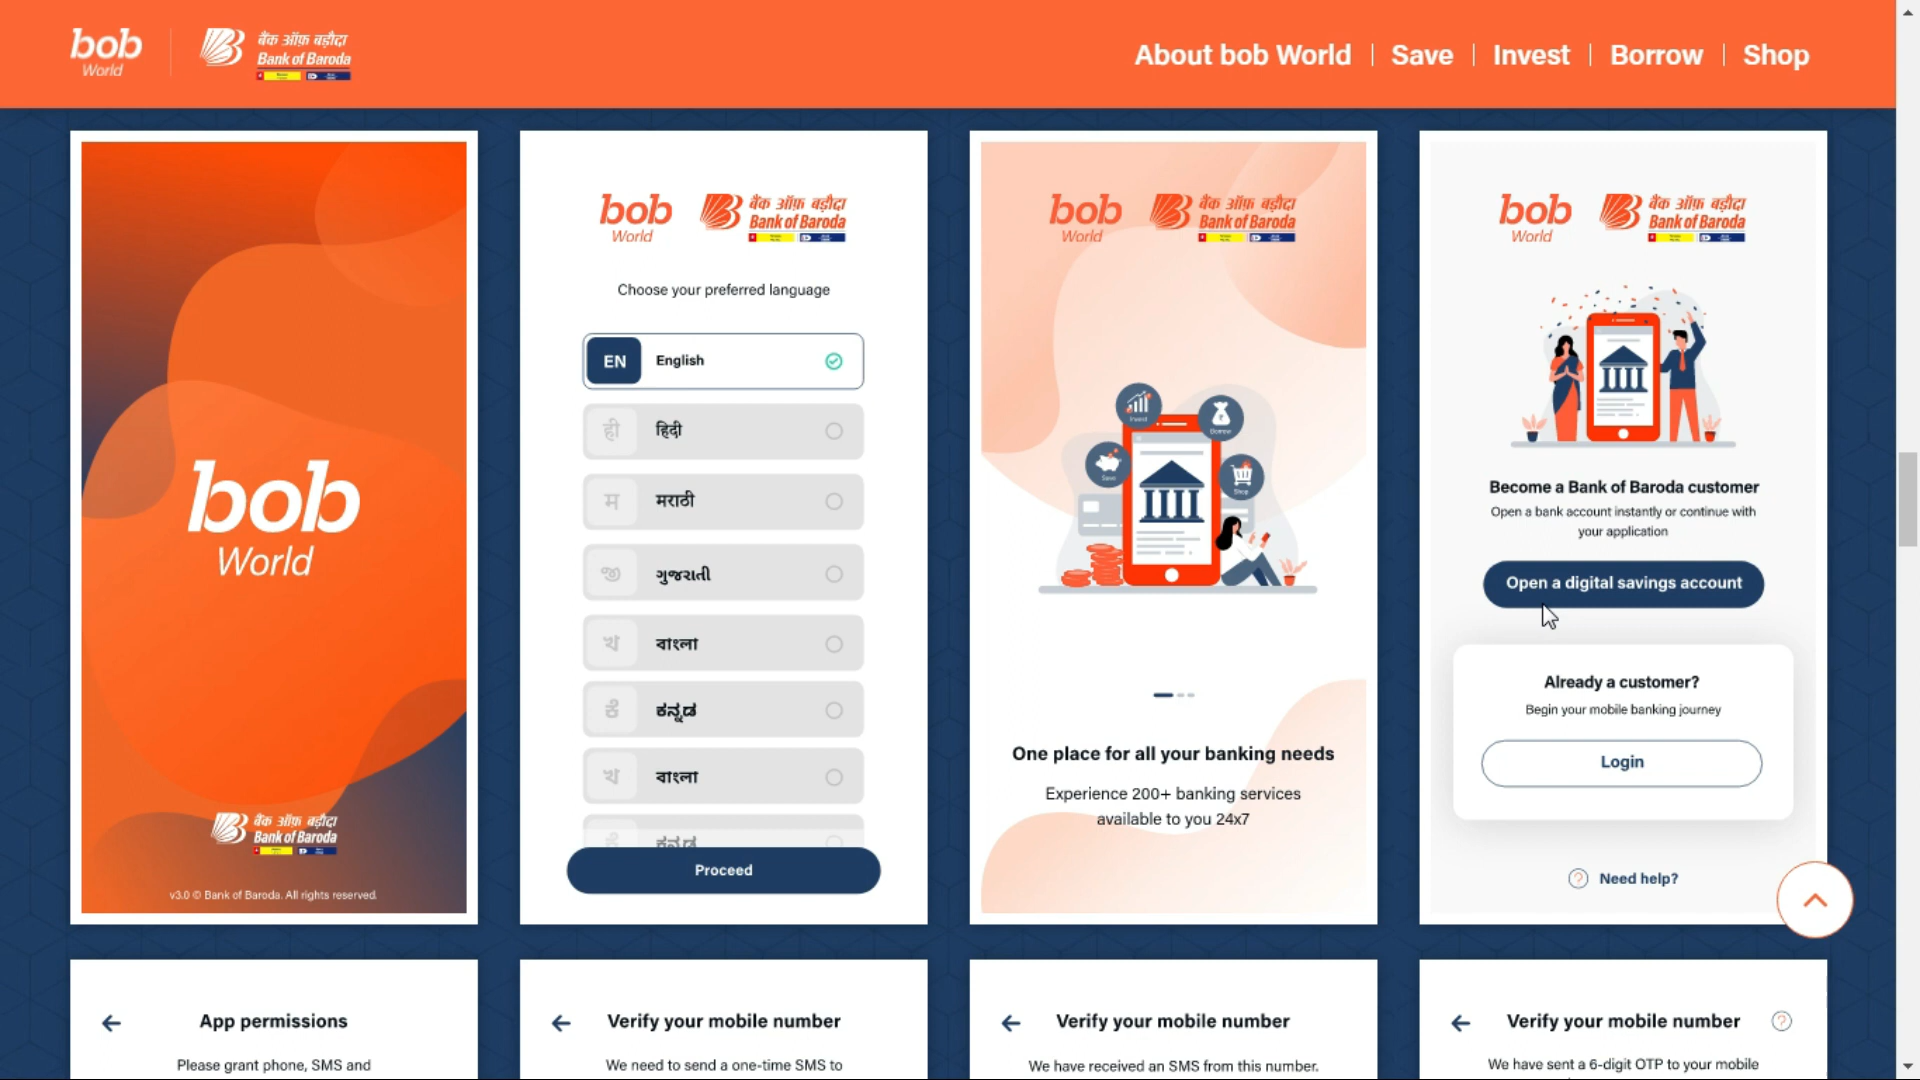 bob
World
बैंक ऑफ़ बड़ौदा
Bank of Baroda
About bob World
Save
Invest
Borrow
Shop
bob
World
बैंक ऑफ़ बड़ौदा
Bank of Baroda
v3.0 © Bank of Baroda. All rights reserved.
bob
World
बैंक ऑफ़ बड़ौदा
Bank of Baroda
Choose your preferred language
EN
English
ही
हिंदी
म
मराठी
જી
ગુજરાતી
খ
বাংলা
ಕೆ
ಕನ್ನಡ
খ
বাংলা
ಕೆ
ಕನ್ನಡ
Proceed
bob
World
बैंक ऑफ़ बड़ौदा
Bank of Baroda
Invest
Borrow
Save
Shop
One place for all your banking needs
Experience 200+ banking services
available to you 24x7
bob
World
बैंक ऑफ़ बड़ौदा
Bank of Baroda
Become a Bank of Baroda customer
Open a bank account instantly or continue with
your application
Open a digital savings account
Already a customer?
Begin your mobile banking journey
Login
Need help?
App permissions
Please grant phone, SMS and
Verify your mobile number
We need to send a one-time SMS to
Verify your mobile number
We have received an SMS from this number.
Verify your mobile number
We have sent a 6-digit OTP to your mobile